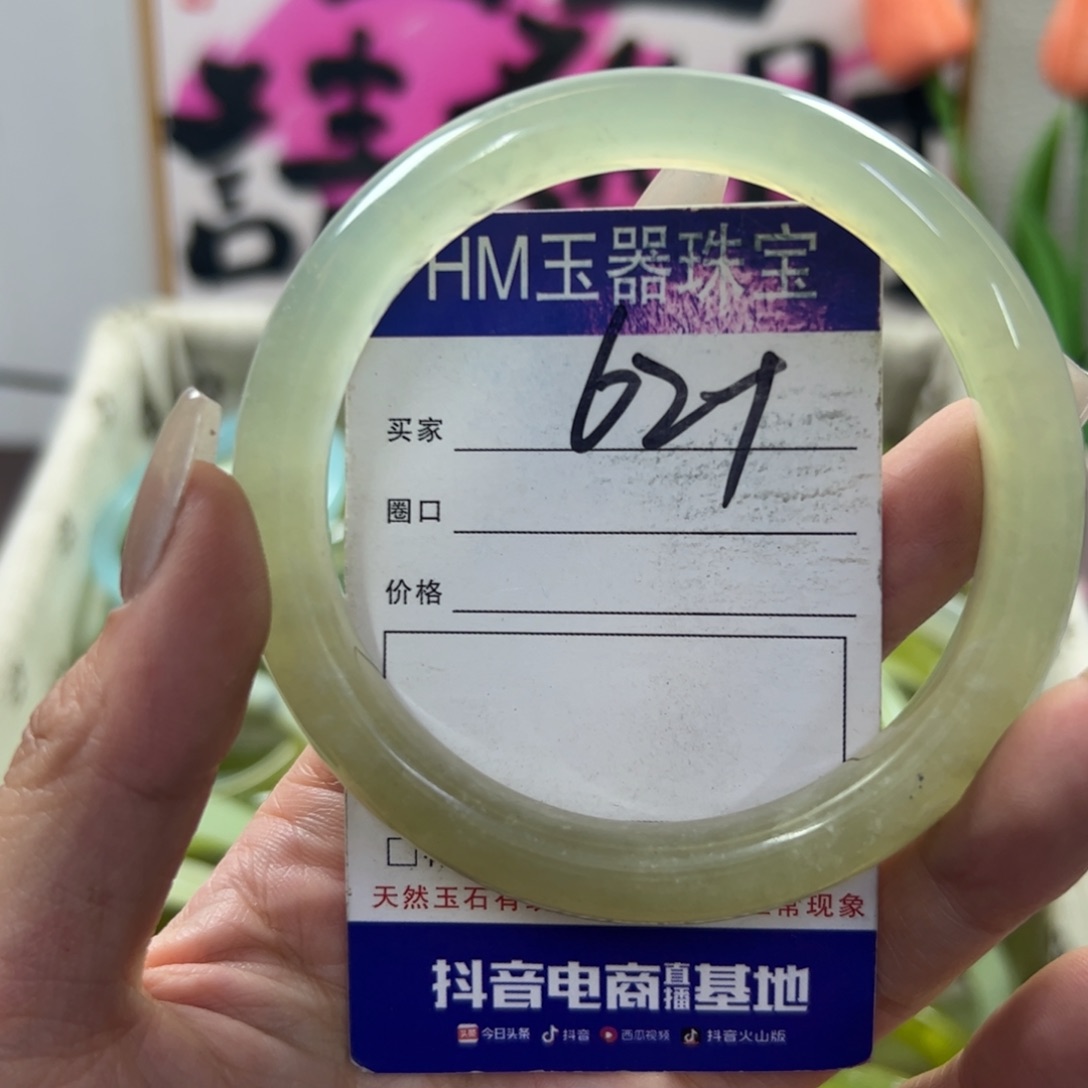 HM玉器珠宝
627
买家
圈口
价格
天然玉石有 常现象
抖音电商直播基地
今日头条 抖音 西瓜视频 抖音火山版